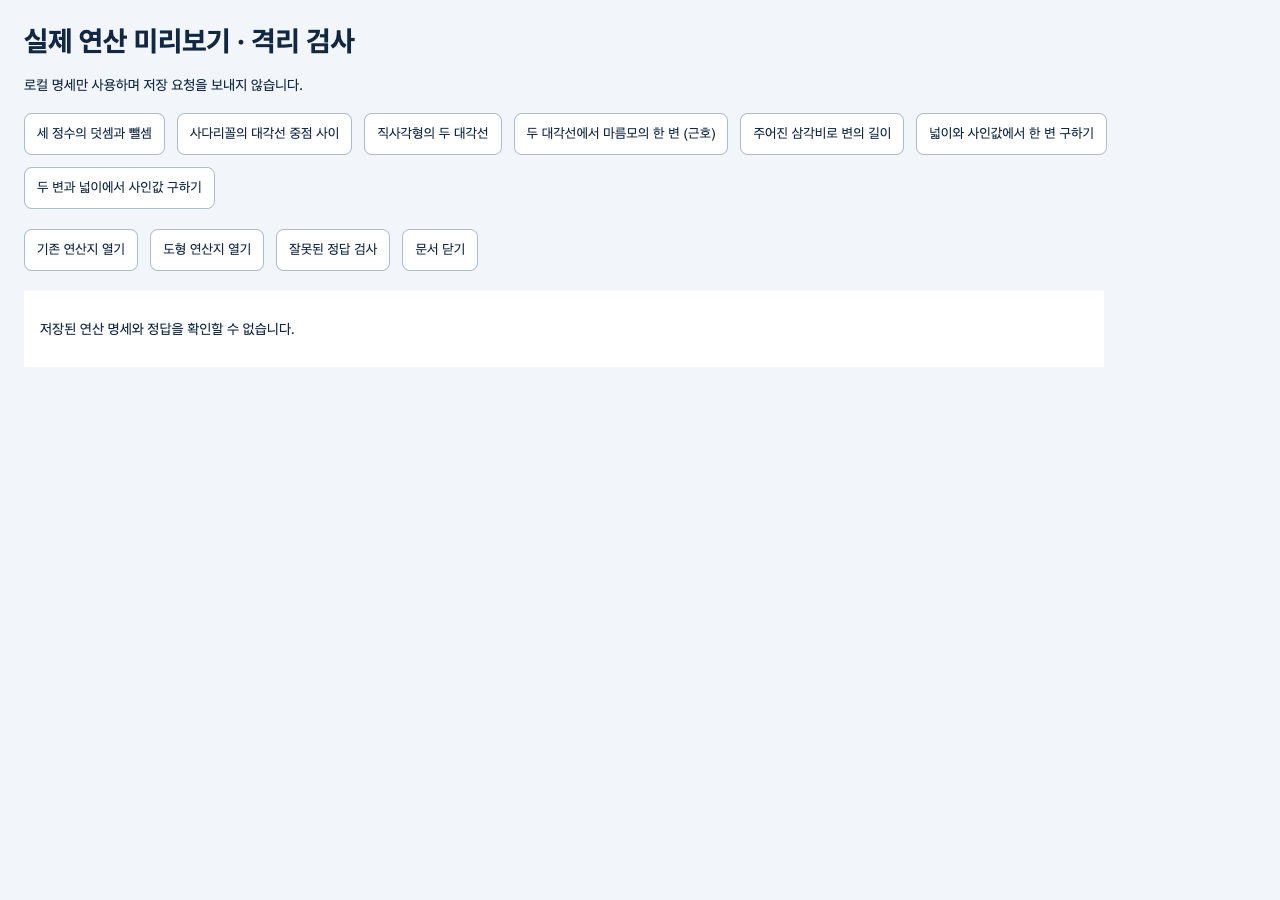 실제 연산 미리보기 · 격리 검사
로컬 명세만 사용하며 저장 요청을 보내지 않습니다.
세 정수의 덧셈과 뺄셈
사다리꼴의 대각선 중점 사이
직사각형의 두 대각선
두 대각선에서 마름모의 한 변 (근호)
주어진 삼각비로 변의 길이
넓이와 사인값에서 한 변 구하기
두 변과 넓이에서 사인값 구하기
기존 연산지 열기
도형 연산지 열기
잘못된 정답 검사
문서 닫기
저장된 연산 명세와 정답을 확인할 수 없습니다.